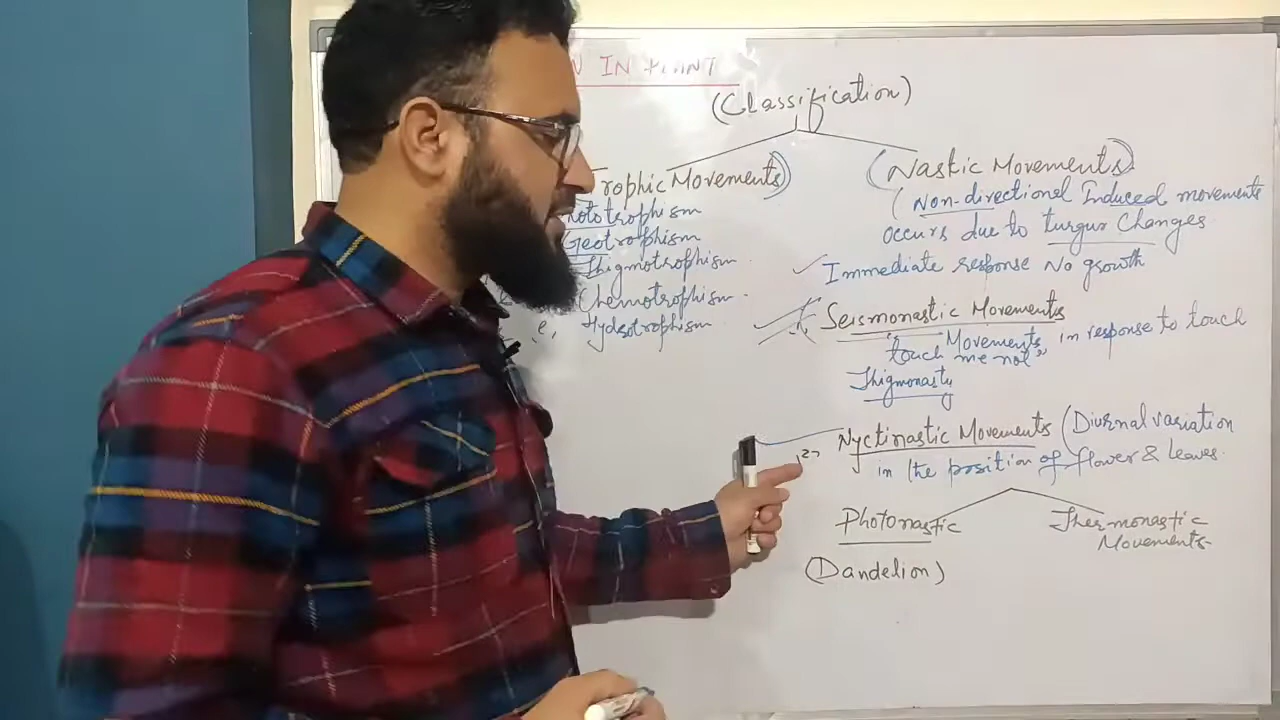 IN PLANT
(Classification)
rophic Movements)
ototrophism
Geotrophism
Thigmotrophism
Chemotrophism
e, Hydrotrophism
(Nastic Movements)
(Non-directional Induced movements
occurs due to turgur Changes
Immediate response No growth
Seismonastic Movements
Movements in response to touch
touch me not"
Thigmonasty
2, Nyctinastic Movements (Diurnal variation
in the position of flower & leaves.
Photonastic
(Dandelion)
Thermonastic
Movements